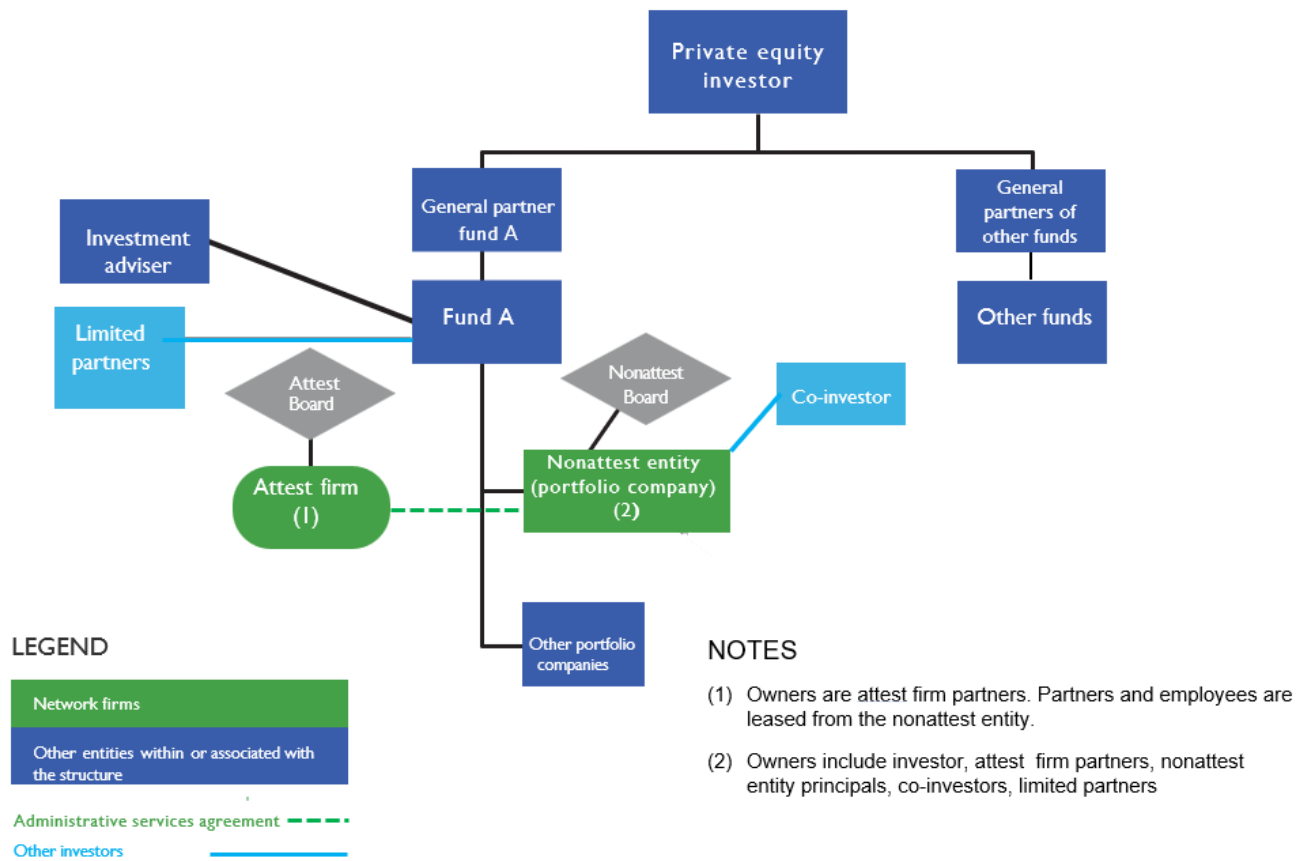 Private equity
investor
General partner
fund A
General
partners of
other funds
Investment
adviser
Fund A
Other funds
Limited
partners
Attest
Board
Nonattest
Board
Co-investor
Attest firm
(1)
Nonattest entity
(portfolio company)
(2)
Other portfolio
companies
LEGEND
Network firms
Other entities within or associated with
the structure
Administrative services agreement
Other investors
NOTES
(1) Owners are attest firm partners. Partners and employees are
leased from the nonattest entity.
(2) Owners include investor, attest firm partners, nonattest
entity principals, co-investors, limited partners